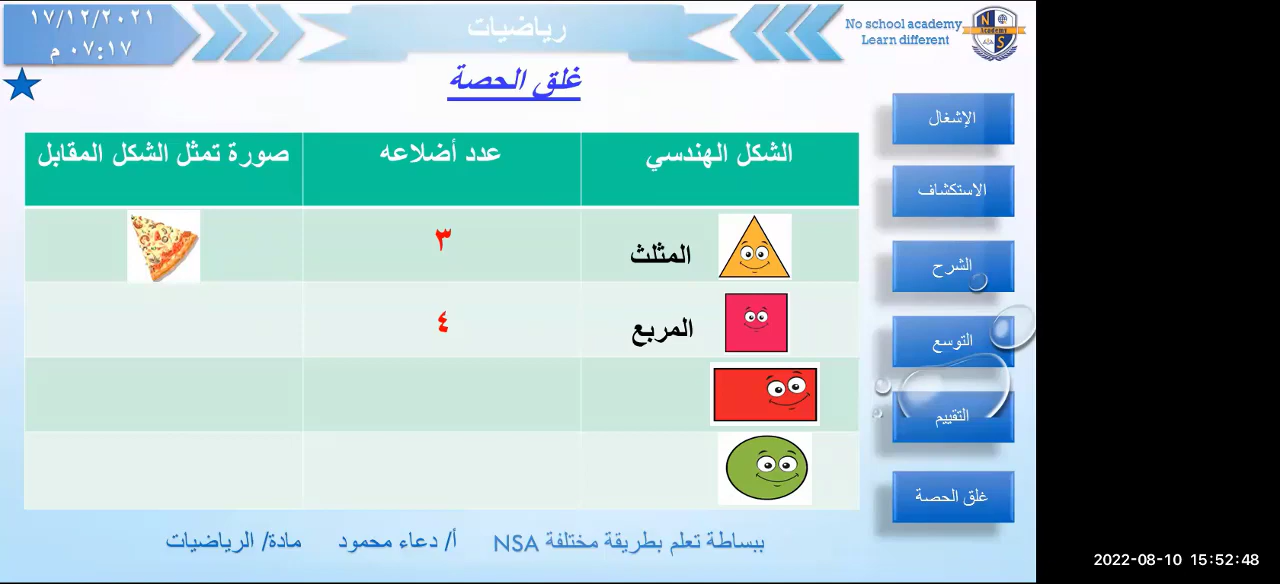 ١٧/١٢/٢٠٢١
٠٧:١٧ م
رياضيات
No school academy
Learn different
N
Academy
S
غلق الحصة
الشكل الهندسي
عدد أضلاعه
صورة تمثل الشكل المقابل
المثلث
٣
المربع
٤
الإشغال
الاستكشاف
الشرح
التوسع
التقييم
غلق الحصة
ببساطة تعلم بطريقة مختلفة NSA أ/ دعاء محمود مادة/ الرياضيات
2022-08-10 15:52:48